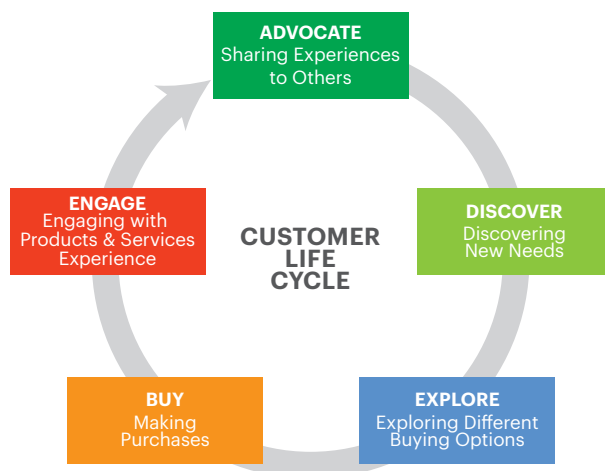 ADVOCATE
Sharing Experiences
to Others
ENGAGE
Engaging with
Products & Services
Experience
CUSTOMER
LIFE
CYCLE
DISCOVER
Discovering
New Needs
BUY
Making
Purchases
EXPLORE
Exploring Different
Buying Options